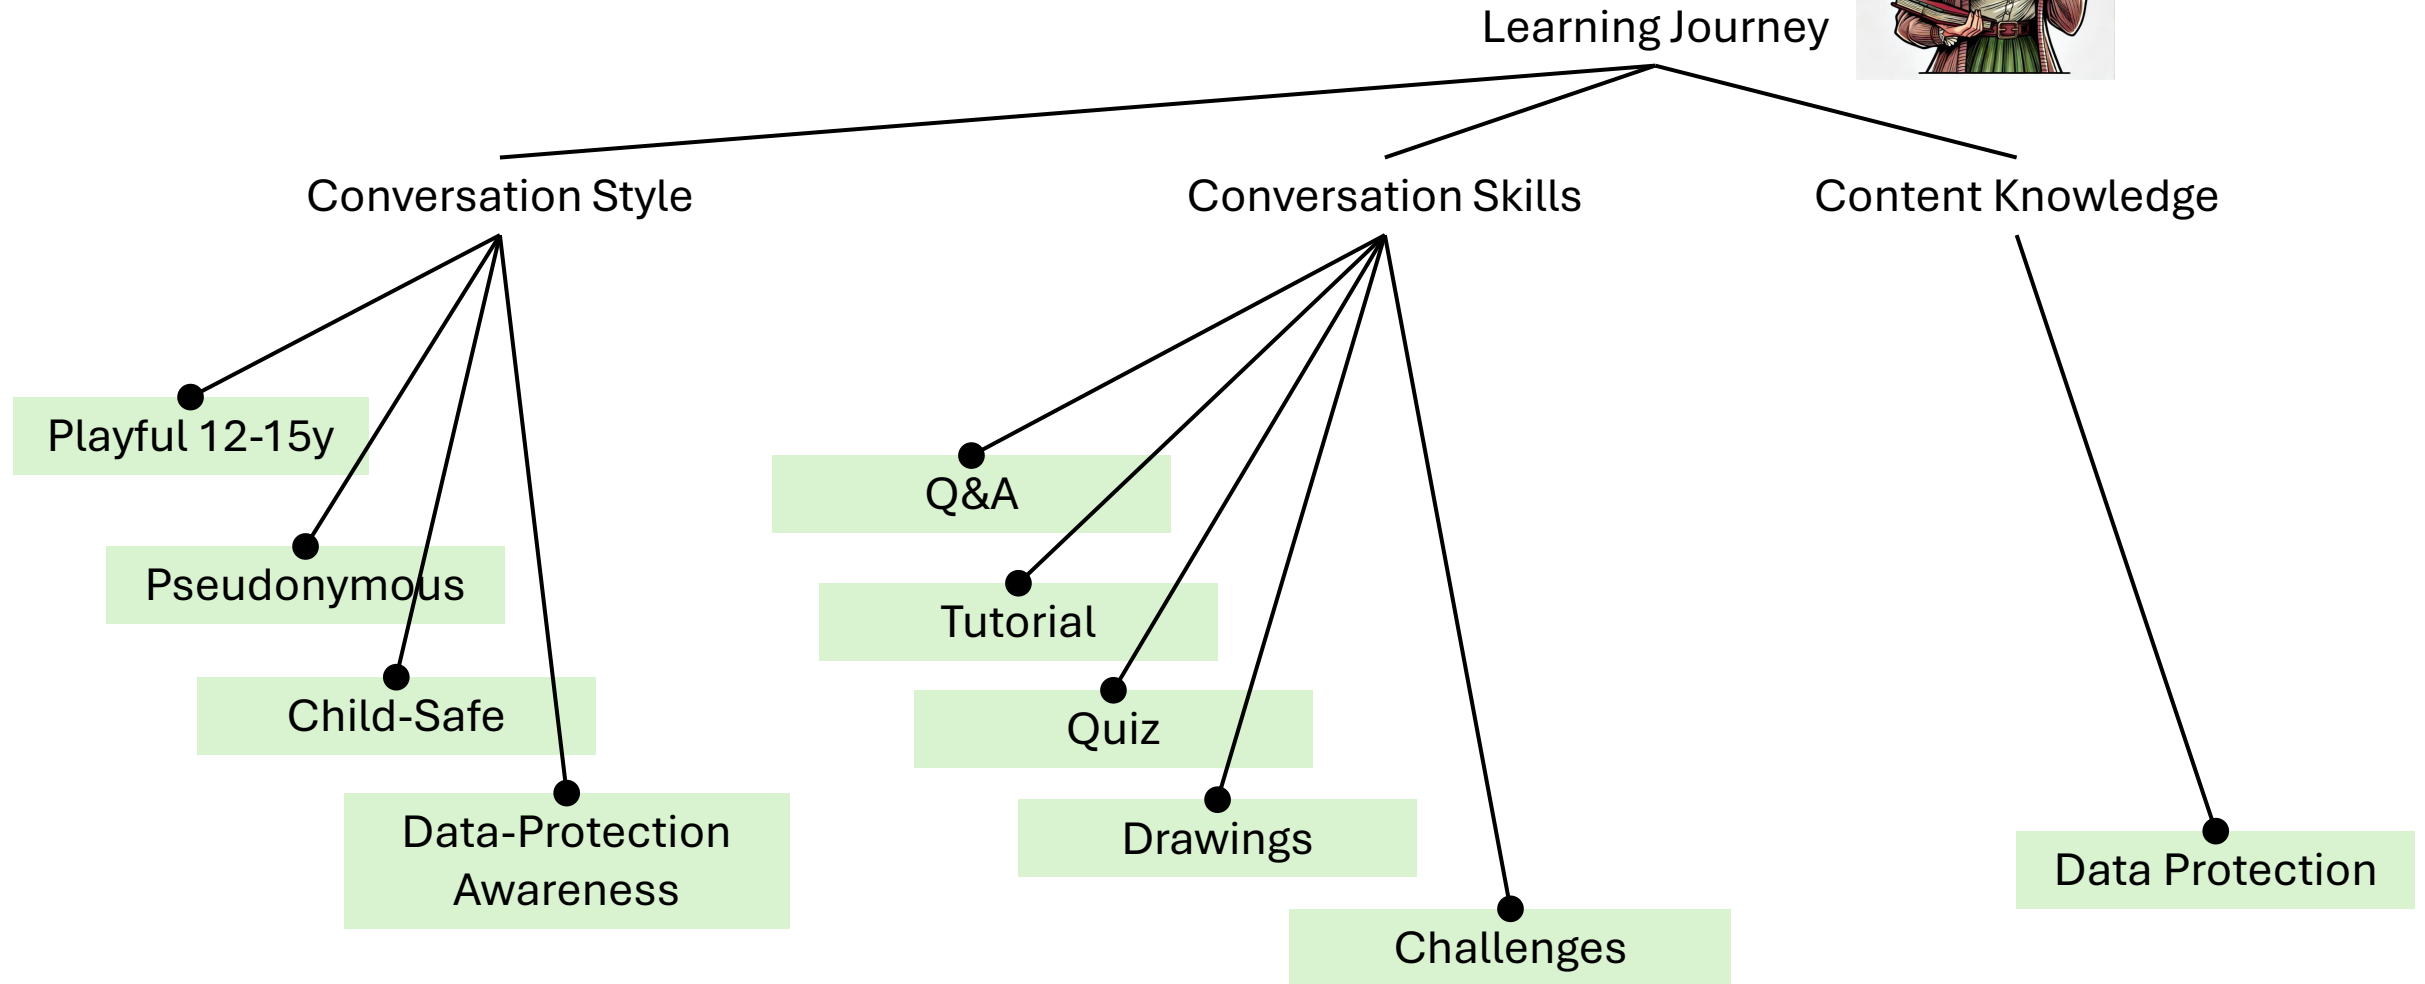 Learning Journey
Conversation Style
Conversation Skills
Content Knowledge
Playful 12-15y
Pseudonymous
Child-Safe
Data-Protection
Awareness
Q&A
Tutorial
Quiz
Drawings
Challenges
Data Protection